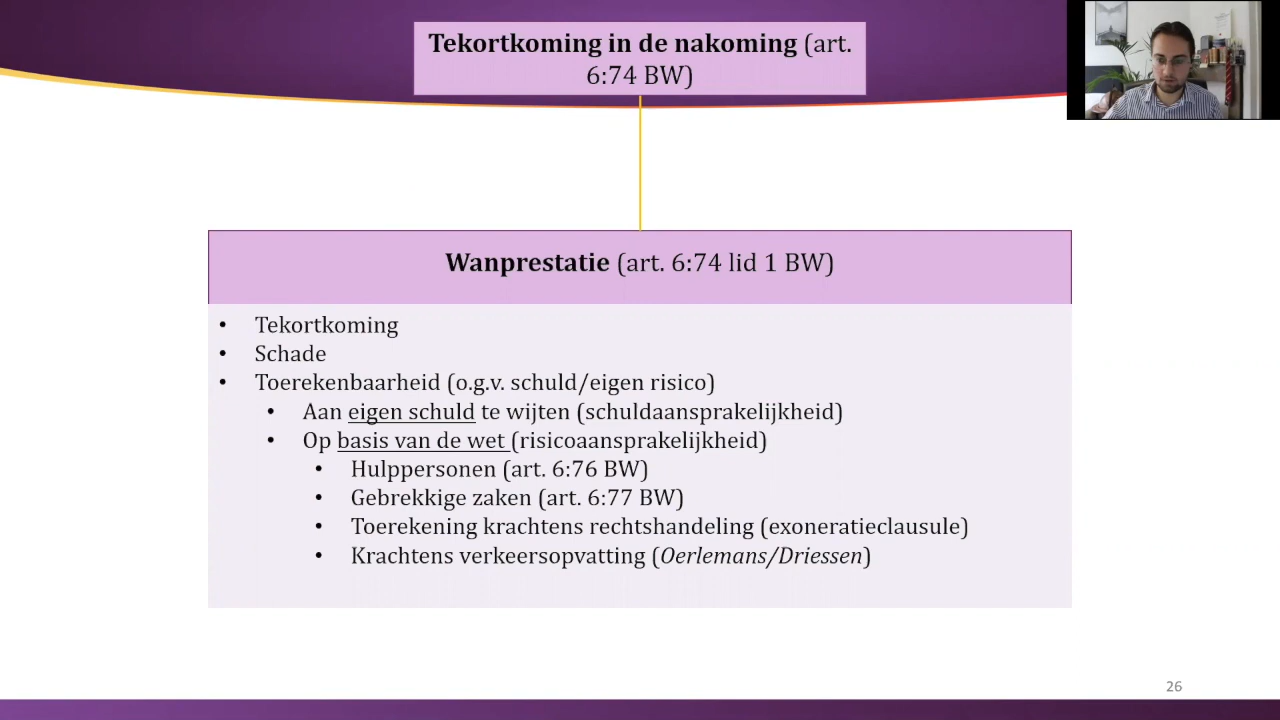 Tekortkoming in de nakoming (art.
6:74 BW)
Wanprestatie (art. 6:74 lid 1 BW)
• Tekortkoming
• Schade
• Toerekenbaarheid (o.g.v. schuld/eigen risico)
• Aan eigen schuld te wijten (schuldaansprakelijkheid)
• Op basis van de wet (risicoaansprakelijkheid)
• Hulppersonen (art. 6:76 BW)
• Gebrekkige zaken (art. 6:77 BW)
• Toerekening krachtens rechtshandeling (exoneratieclausule)
• Krachtens verkeersopvatting (Oerlemans/Driessen)
26